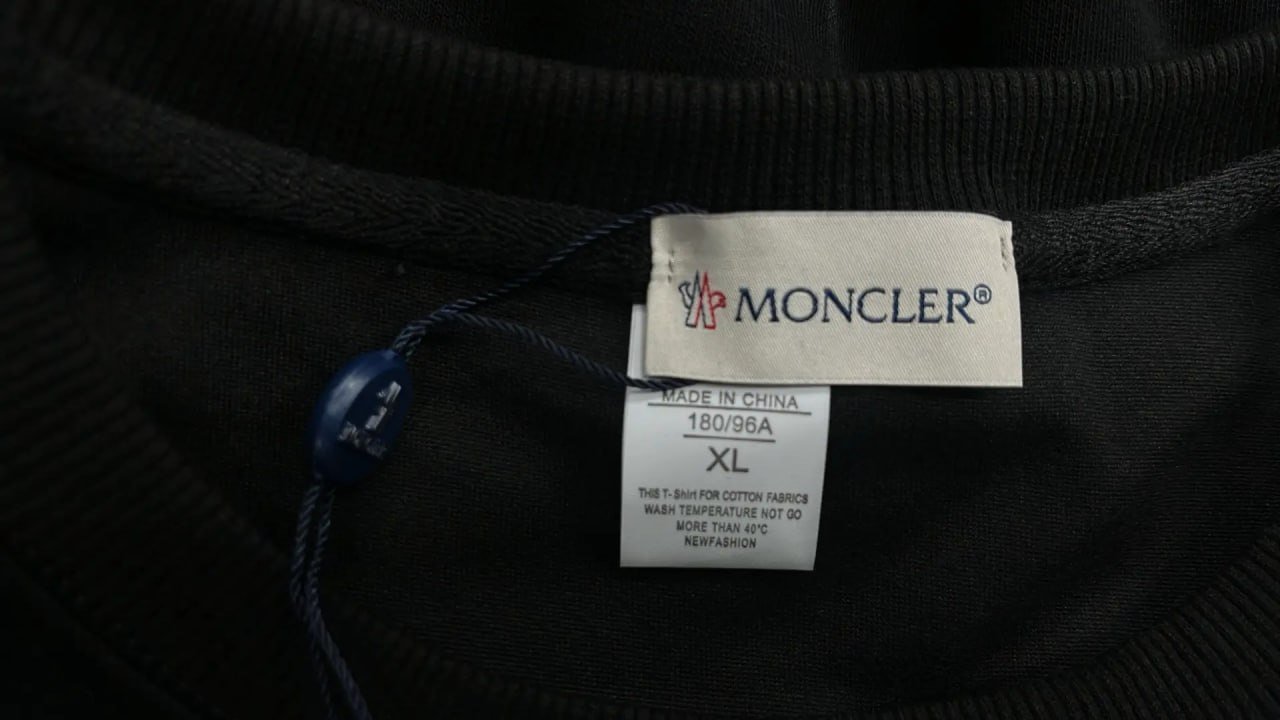 MONCLER®
MADE IN CHINA
180/96A
XL
THIS T-Shirt FOR COTTON FABRICS
WASH TEMPERATURE NOT GO
MORE THAN 40°C
NEWFASHION